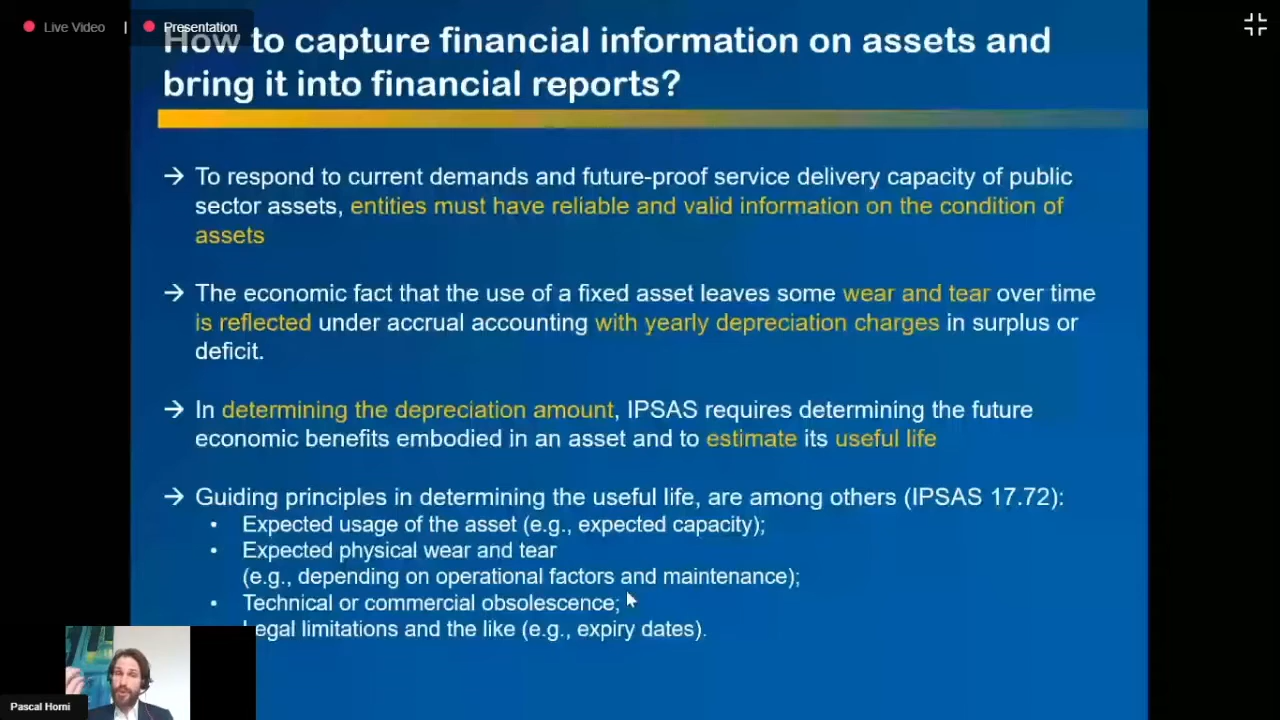 Live Video | Presentation
How to capture financial information on assets and
bring it into financial reports?
→ To respond to current demands and future-proof service delivery capacity of public
sector assets, entities must have reliable and valid information on the condition of
assets
→ The economic fact that the use of a fixed asset leaves some wear and tear over time
is reflected under accrual accounting with yearly depreciation charges in surplus or
deficit.
→ In determining the depreciation amount, IPSAS requires determining the future
economic benefits embodied in an asset and to estimate its useful life
→ Guiding principles in determining the useful life, are among others (IPSAS 17.72):
• Expected usage of the asset (e.g., expected capacity);
• Expected physical wear and tear
(e.g., depending on operational factors and maintenance);
• Technical or commercial obsolescence;
Legal limitations and the like (e.g., expiry dates).
Pascal Horni